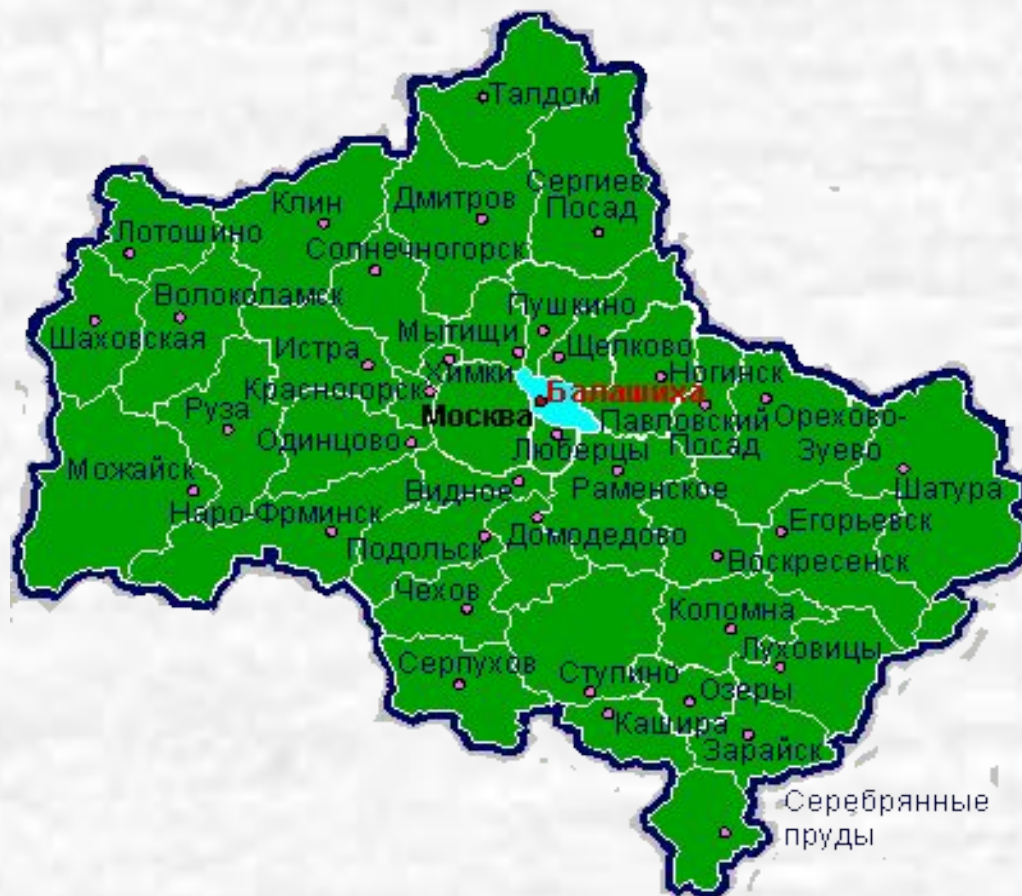 Талдом
Сергиев
Посад
Дмитров
Клин
Лотошино
Солнечногорск
Волоколамск
Пушкино
Шаховская
Мытищи
Щелково
Истра
Химки
Ногинск
Красногорск
Балашиха
Руза
Москва
Павловский
Посад
Орехово-
Зуево
Одинцово
Люберцы
Можайск
Видное
Раменское
Шатура
Наро-Фрминск
Домодедово
Егорьевск
Подольск
Воскресенск
Чехов
Коломна
Луховицы
Серпухов
Ступино
Озеры
Кашира
Зарайск
Серебрянные
пруды